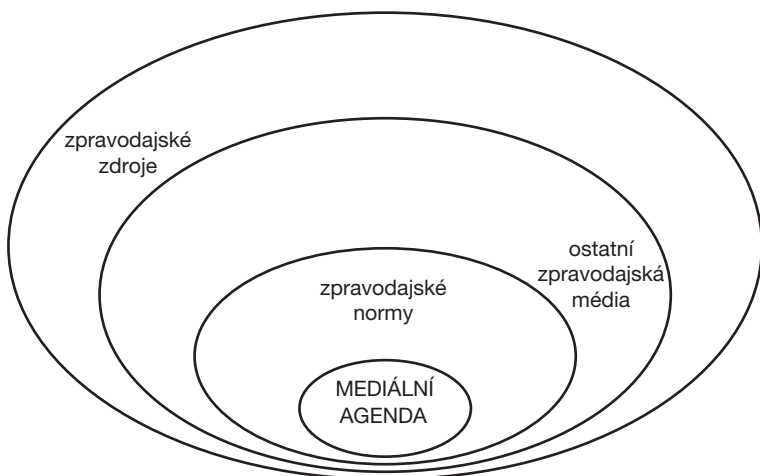 zpravodajské
zdroje
ostatní
zpravodajská
média
zpravodajské
normy
MEDIÁLNÍ
AGENDA